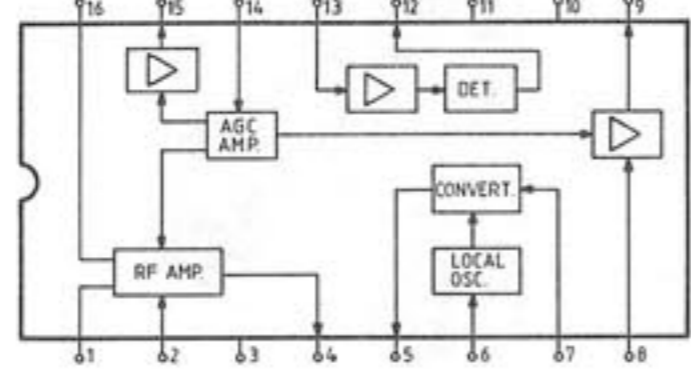 16 15 14 13 12 11 10 9
DET.
AGC
AMP.
CONVERT.
RF AMP.
LOCAL
OSC.
1 2 3 4 5 6 7 8